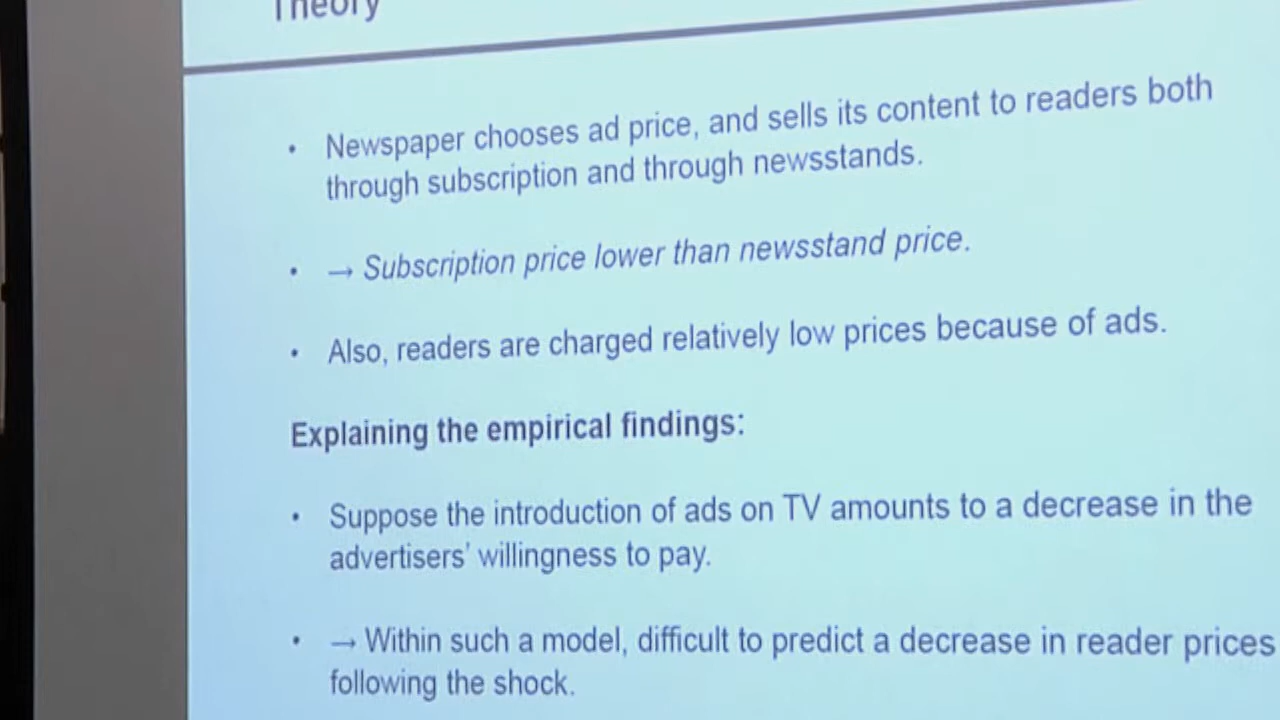 Theory
• Newspaper chooses ad price, and sells its content to readers both
through subscription and through newsstands.
• → Subscription price lower than newsstand price.
• Also, readers are charged relatively low prices because of ads.
Explaining the empirical findings:
• Suppose the introduction of ads on TV amounts to a decrease in the
advertisers' willingness to pay.
• → Within such a model, difficult to predict a decrease in reader prices
following the shock.